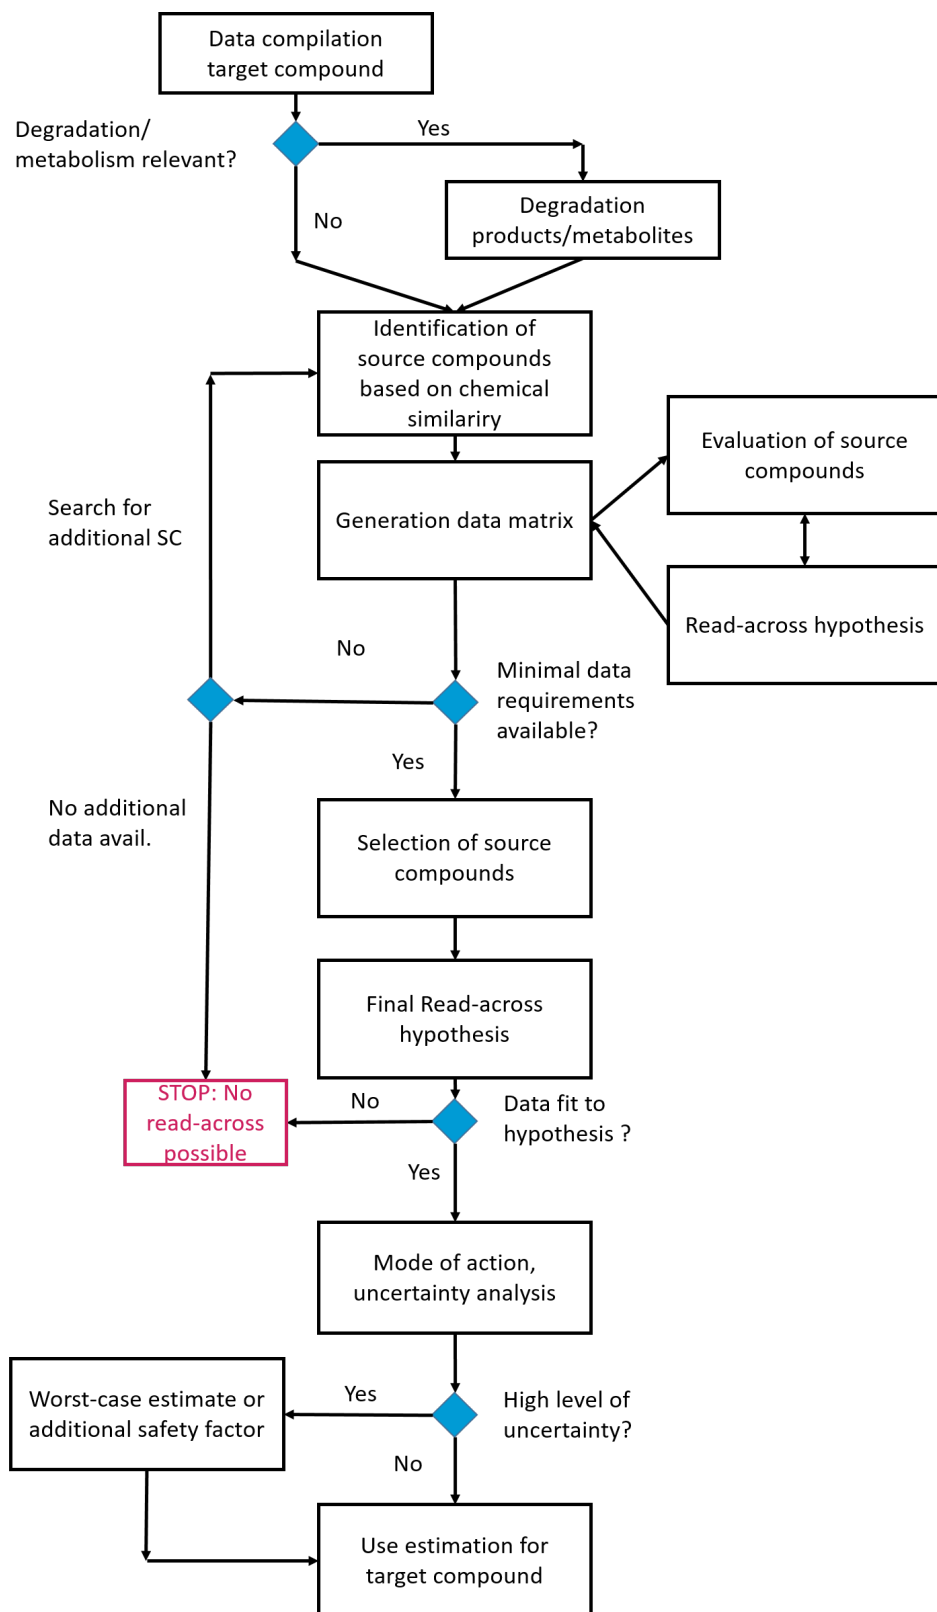 Data compilation
target compound
Degradation/
metabolism relevant?
Yes
No
Degradation
products/metabolites
Identification of
source compounds
based on chemical
similariry
Evaluation of source
compounds
Search for
additional SC
Generation data matrix
Read-across hypothesis
No
Minimal data
requirements
available?
Yes
No additional
data avail.
Selection of source
compounds
Final Read-across
hypothesis
STOP: No
read-across
possible
No
Data fit to
hypothesis ?
Yes
Mode of action,
uncertainty analysis
Worst-case estimate or
additional safety factor
Yes
High level of
uncertainty?
No
Use estimation for
target compound